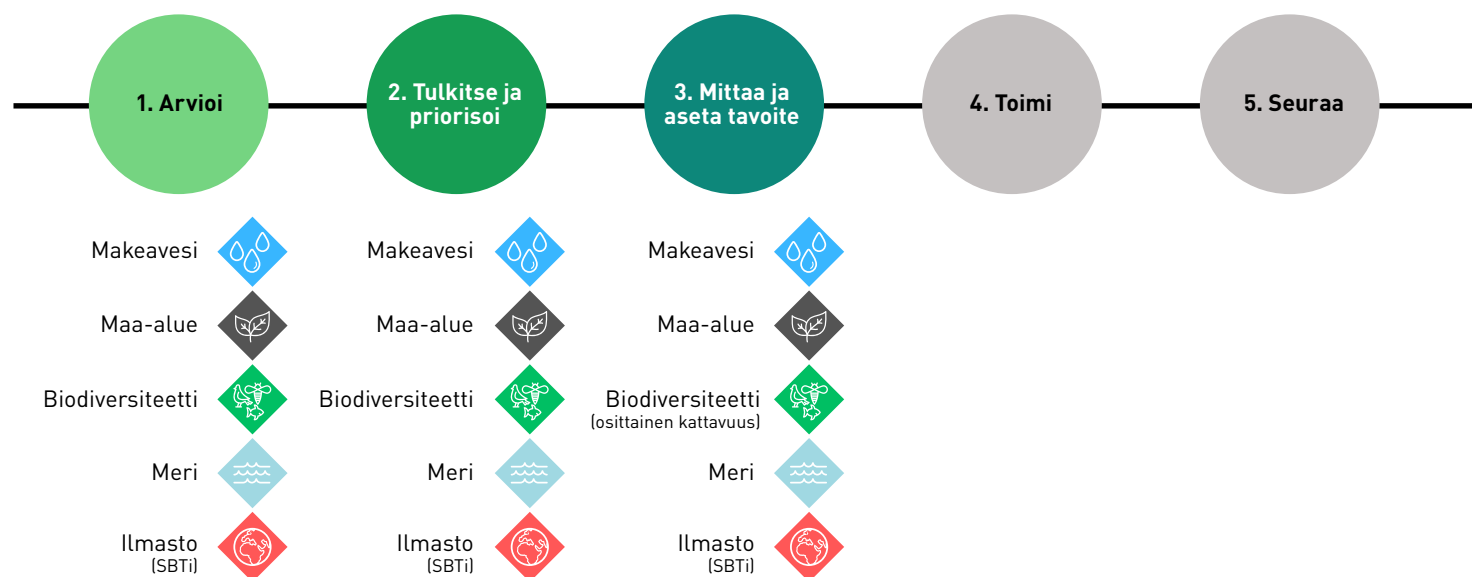 1. Arvioi
2. Tulkitse ja
priorisoi
3. Mittaa ja
aseta tavoite
4. Toimi
5. Seuraa
Makeavesi
Maa-alue
Biodiversiteetti
Meri
Ilmasto
(SBTi)
Makeavesi
Maa-alue
Biodiversiteetti
Meri
Ilmasto
(SBTi)
Makeavesi
Maa-alue
Biodiversiteetti
(osittainen kattavuus)
Meri
Ilmasto
(SBTi)